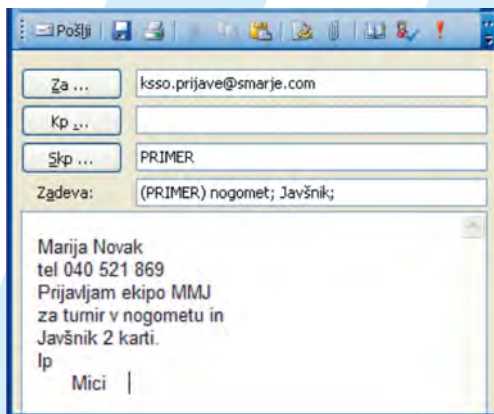 Pošlji
Za ... ksso.prijave@smarje.com
Kp ...
Skp ... PRIMER
Zadeva: (PRIMER) nogomet; Javšnik;
Marija Novak
tel 040 521 869
Prijavljam ekipo MMJ
za turnir v nogometu in
Javšnik 2 karti.
lp
Mici